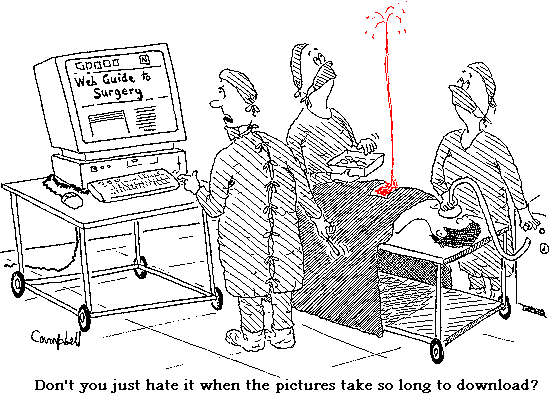 N
Web Guide to
Surgery
Campbell
Don't you just hate it when the pictures take so long to download?